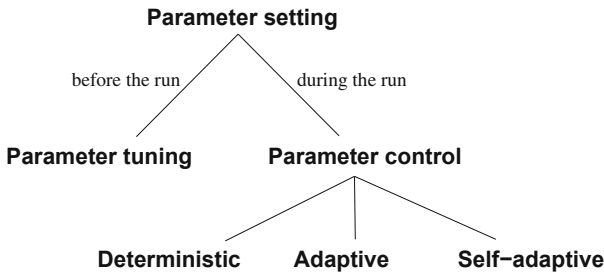 Parameter setting
before the run
during the run
Parameter tuning
Parameter control
Deterministic
Adaptive
Self−adaptive